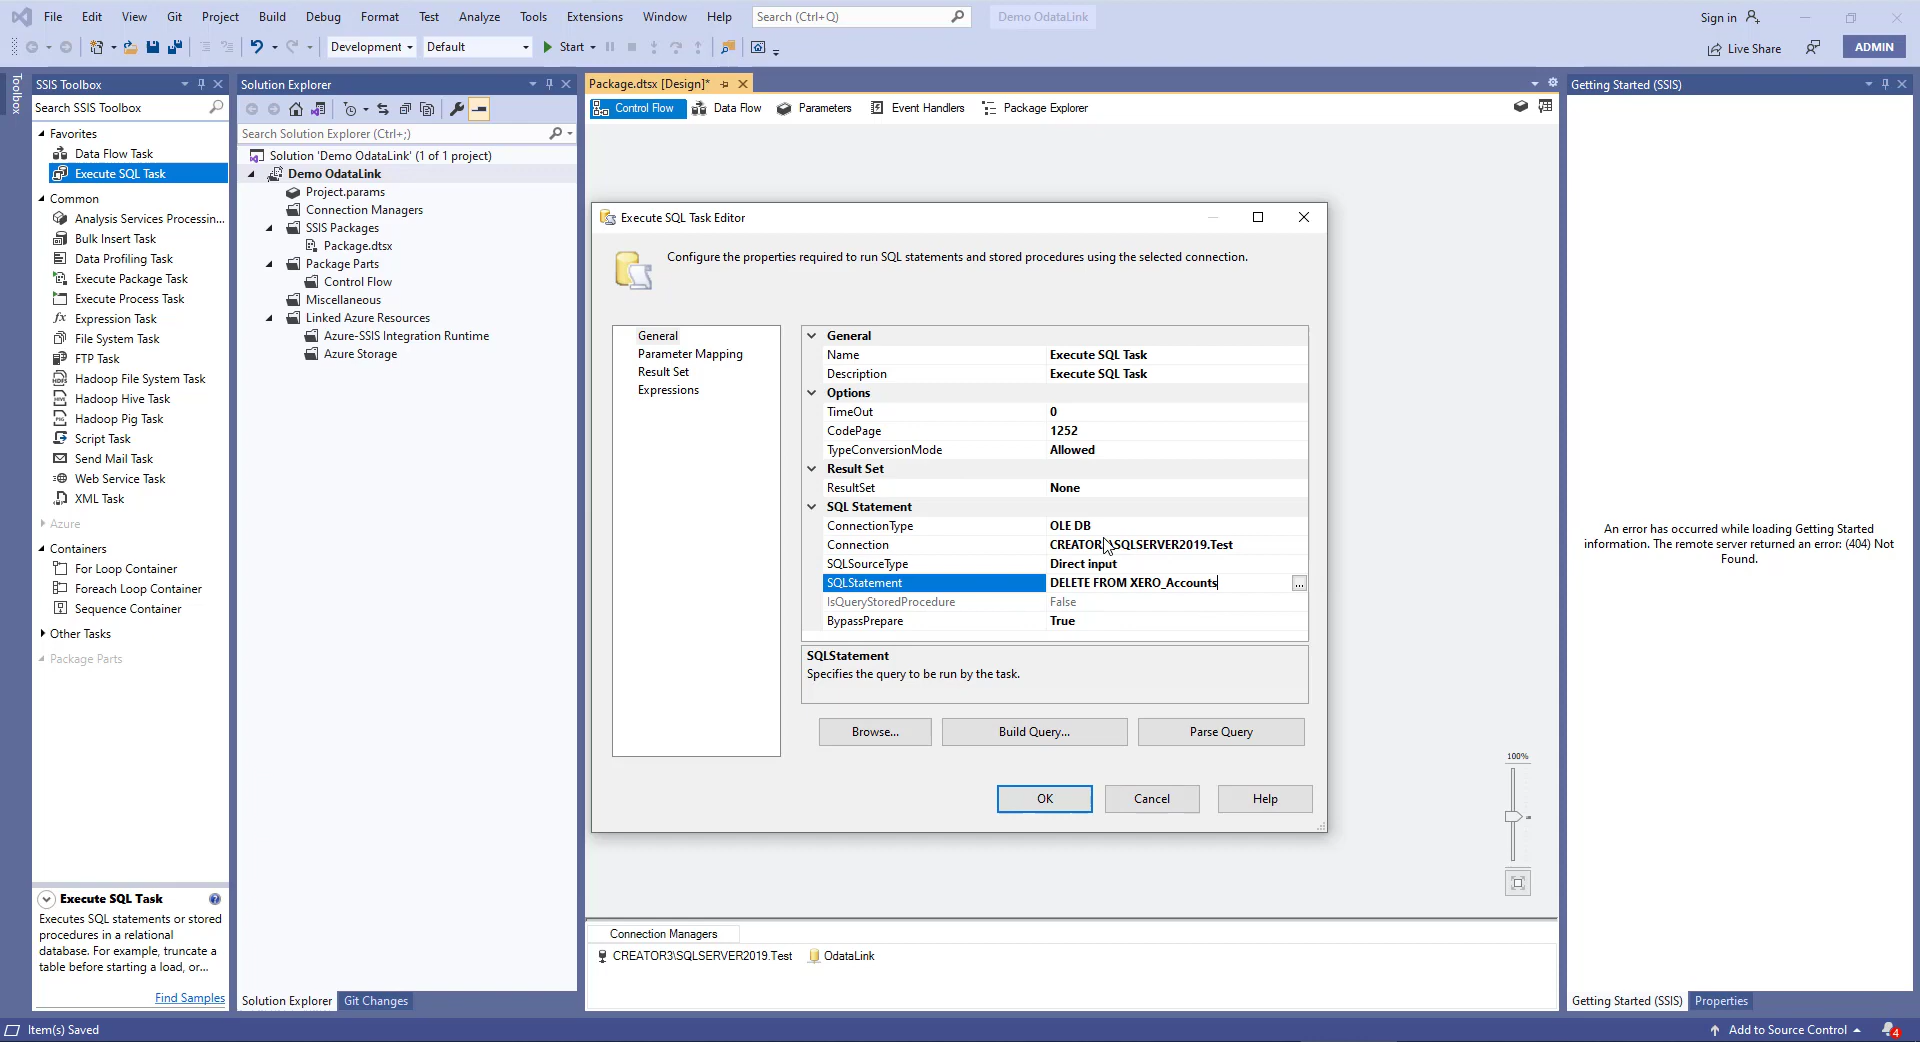 File Edit View Git Project Build Debug Format Test Analyze Tools Extensions Window Help Search (Ctrl+Q) Demo OdataLink Sign in
Development Default Start Live Share ADMIN
Toolbox
SSIS Toolbox
Search SSIS Toolbox
Favorites
Data Flow Task
Execute SQL Task
Common
Analysis Services Processin...
Bulk Insert Task
Data Profiling Task
Execute Package Task
Execute Process Task
Expression Task
File System Task
FTP Task
Hadoop File System Task
Hadoop Hive Task
Hadoop Pig Task
Script Task
Send Mail Task
Web Service Task
XML Task
Azure
Containers
For Loop Container
Foreach Loop Container
Sequence Container
Other Tasks
Package Parts
Execute SQL Task
Executes SQL statements or stored
procedures in a relational
database. For example, truncate a
table before starting a load, or...
Find Samples
Solution Explorer
Search Solution Explorer (Ctrl+;)
Solution 'Demo OdataLink' (1 of 1 project)
Demo OdataLink
Project.params
Connection Managers
SSIS Packages
Package.dtsx
Package Parts
Control Flow
Miscellaneous
Linked Azure Resources
Azure-SSIS Integration Runtime
Azure Storage
Solution Explorer Git Changes
Package.dtsx [Design]*
Control Flow Data Flow Parameters Event Handlers Package Explorer
Execute SQL Task Editor
Configure the properties required to run SQL statements and stored procedures using the selected connection.
General
Parameter Mapping
Result Set
Expressions
General
Name Execute SQL Task
Description Execute SQL Task
Options
TimeOut 0
CodePage 1252
TypeConversionMode Allowed
Result Set
ResultSet None
SQL Statement
ConnectionType OLE DB
Connection CREATOR3\SQLSERVER2019.Test
SQLSourceType Direct input
SQLStatement DELETE FROM XERO_Accounts ...
IsQueryStoredProcedure False
BypassPrepare True
SQLStatement
Specifies the query to be run by the task.
Browse... Build Query... Parse Query
OK Cancel Help
100%
Connection Managers
CREATOR3\SQLSERVER2019.Test OdataLink
Getting Started (SSIS)
An error has occurred while loading Getting Started
information. The remote server returned an error: (404) Not
Found.
Getting Started (SSIS) Properties
Item(s) Saved Add to Source Control 4